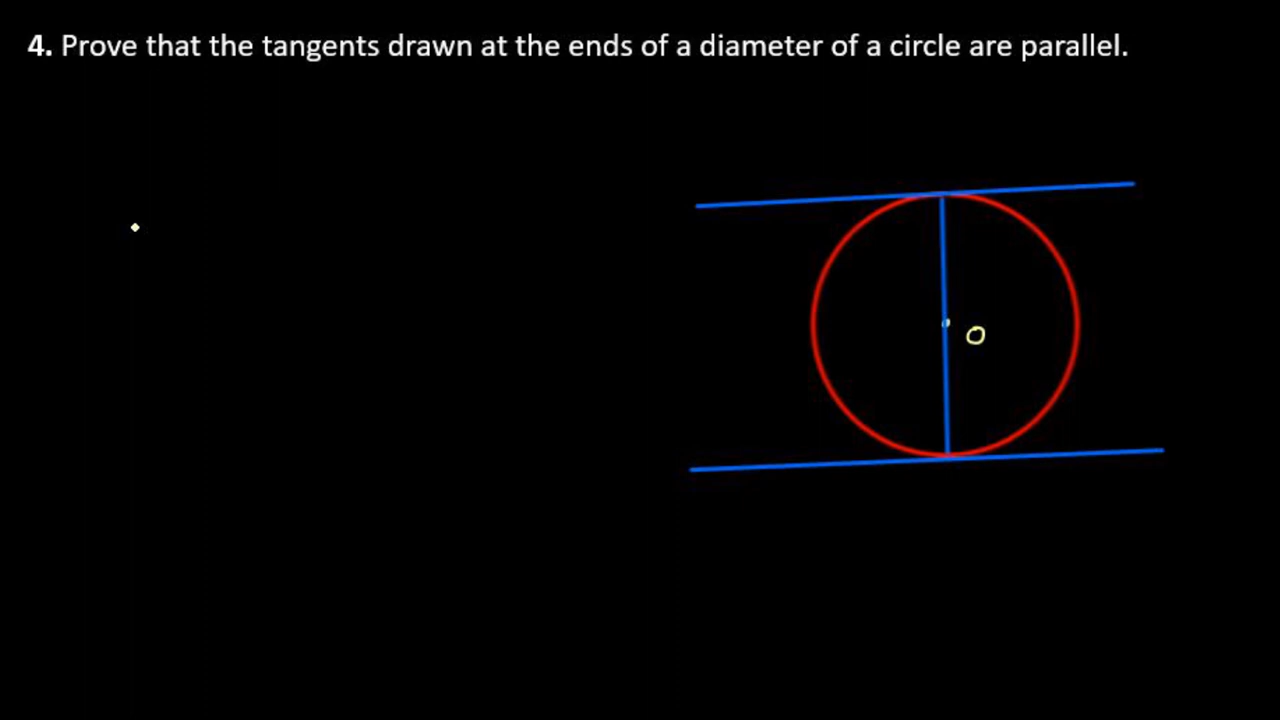 4. Prove that the tangents drawn at the ends of a diameter of a circle are parallel.
O